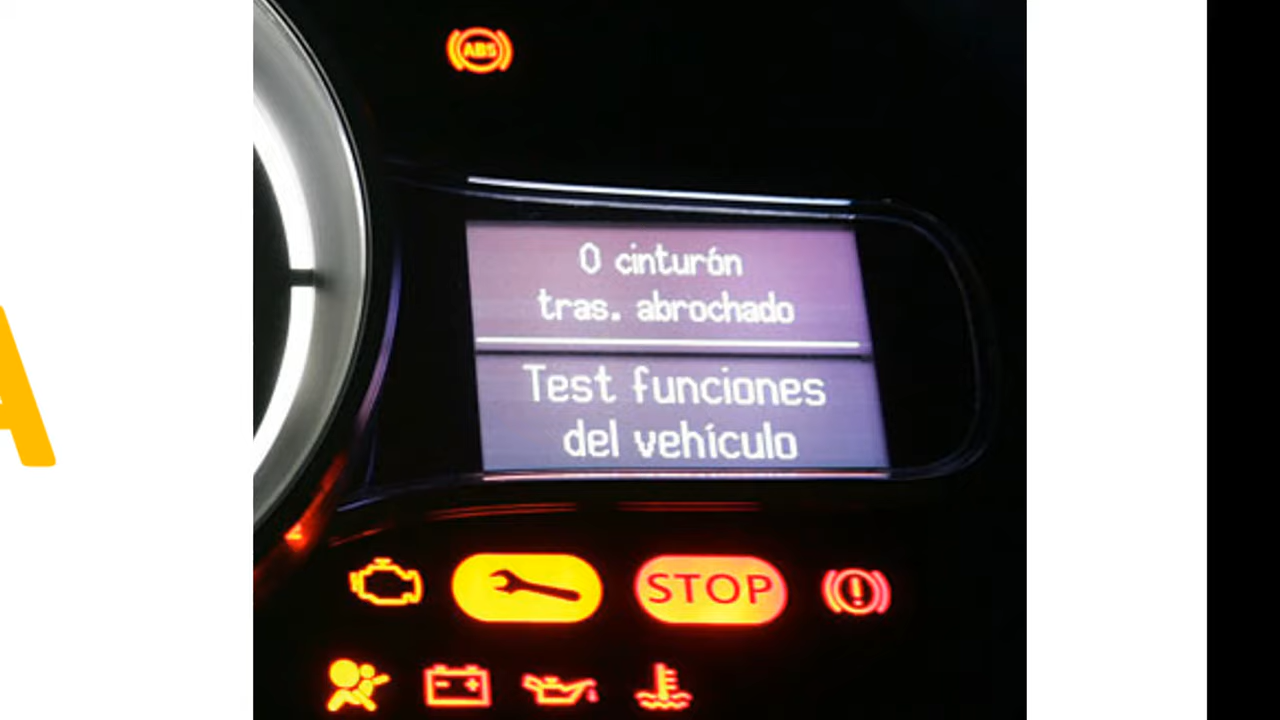 ABS
0 cinturón
tras. abrochado
Test funciones
del vehículo
STOP
A